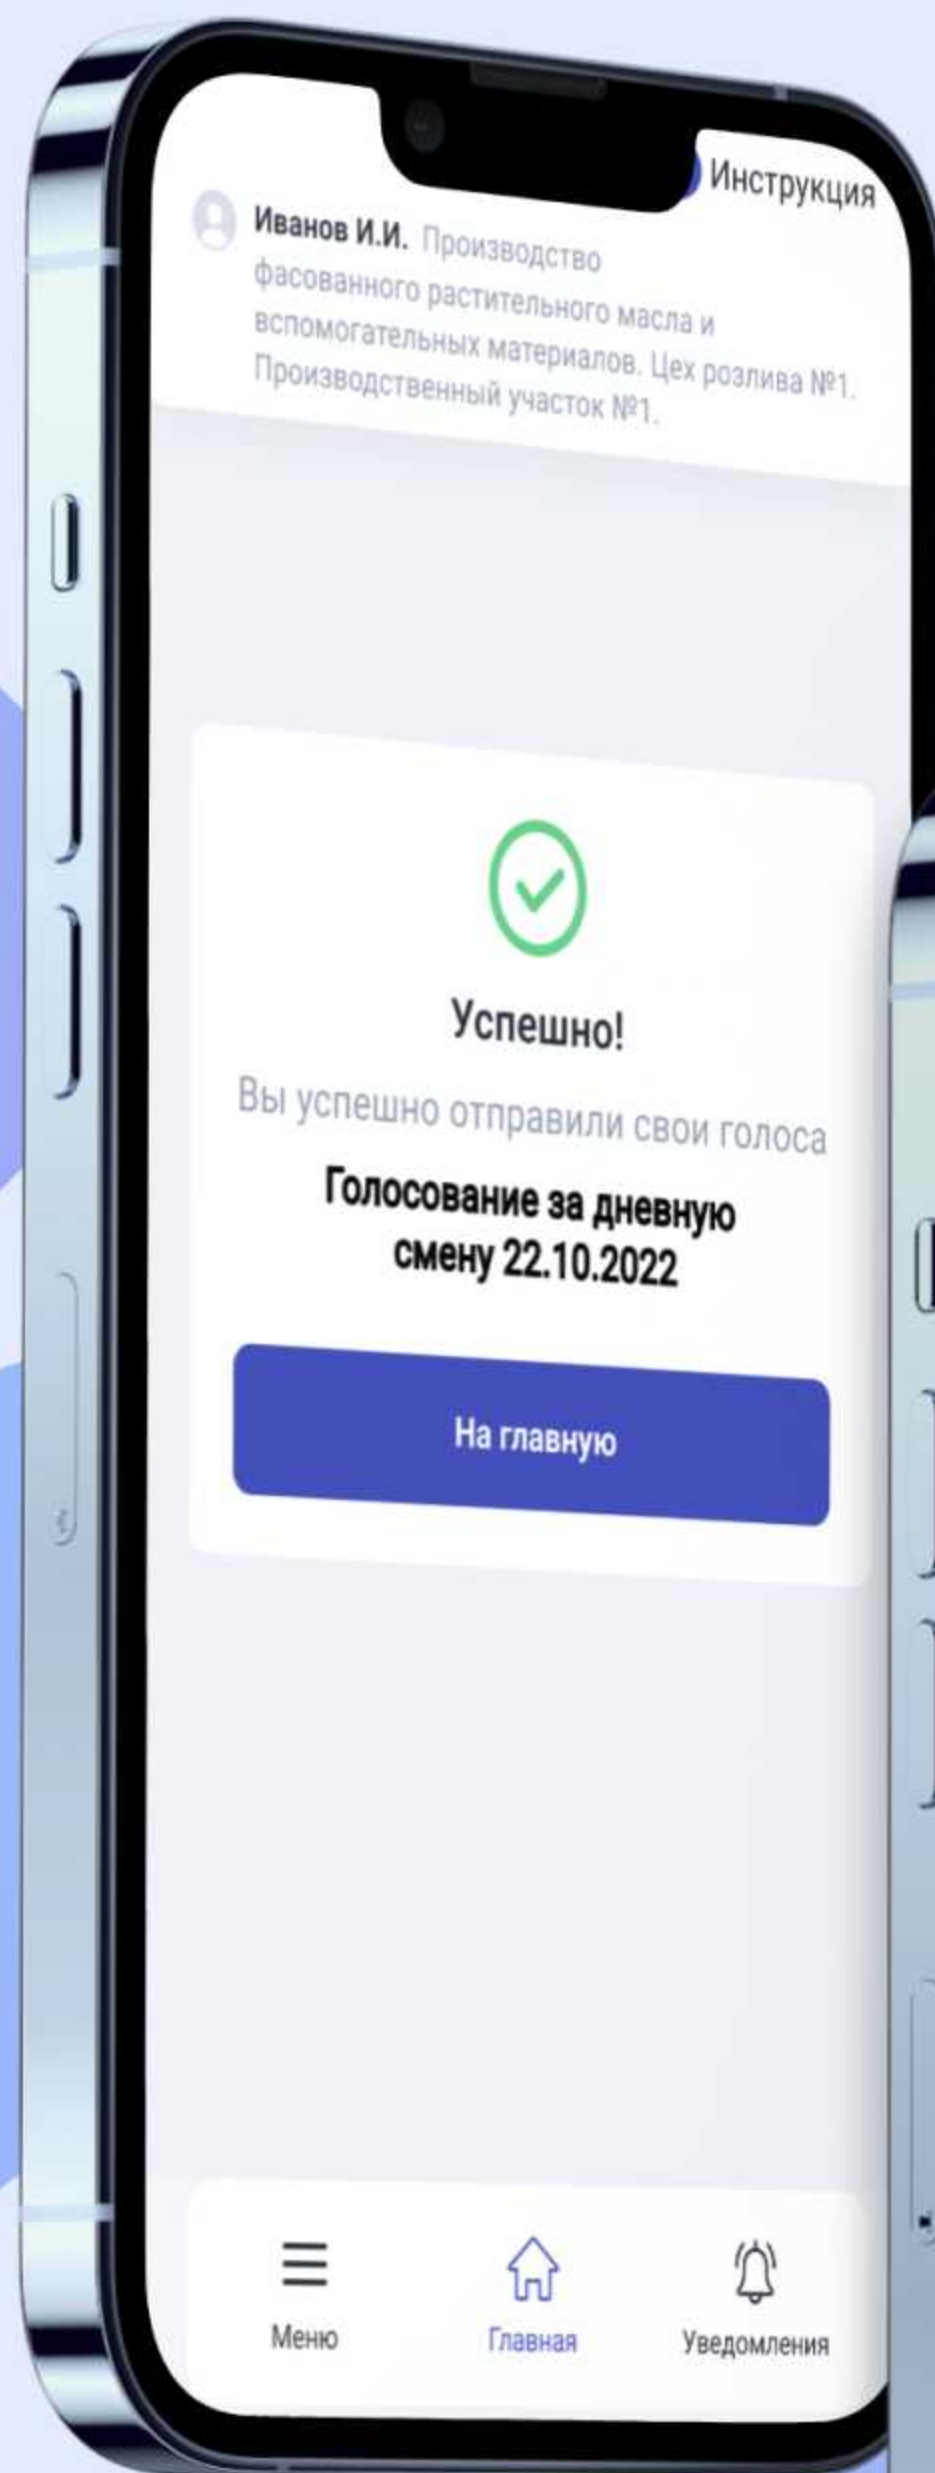 Инструкция
Иванов И.И. Производство
фасованного растительного масла и
вспомогательных материалов. Цех розлива №1.
Производственный участок №1.
Успешно!
Вы успешно отправили свои голоса
Голосование за дневную
смену 22.10.2022
На главную
Меню
Главная
Уведомления